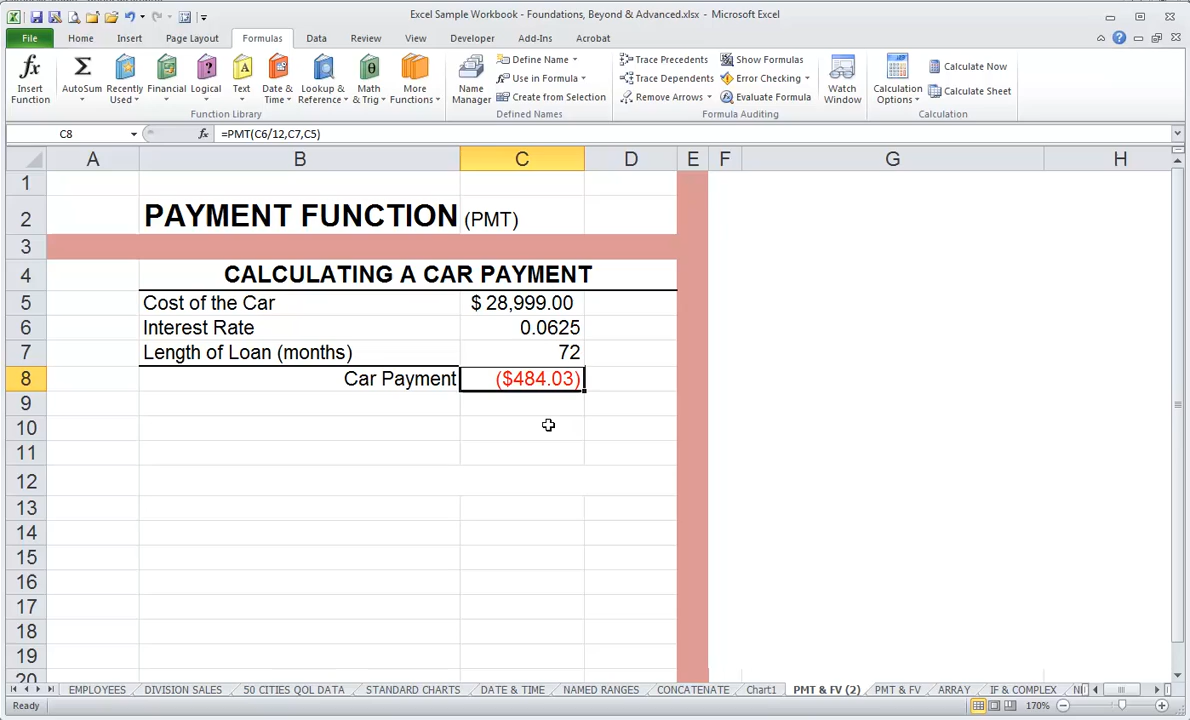 Excel Sample Workbook - Foundations, Beyond & Advanced.xlsx - Microsoft Excel
File Home Insert Page Layout Formulas Data Review View Developer Add-Ins Acrobat
Insert Function
AutoSum
Recently Used
Financial
Logical
Text
Date & Time
Lookup & Reference
Math & Trig
More Functions
Function Library
Name Manager
Define Name
Use in Formula
Create from Selection
Defined Names
Trace Precedents
Trace Dependents
Remove Arrows
Show Formulas
Error Checking
Evaluate Formula
Formula Auditing
Watch Window
Calculation Options
Calculate Now
Calculate Sheet
Calculation
C8 fx =PMT(C6/12,C7,C5)
A B C D E F G H
1
2 PAYMENT FUNCTION (PMT)
3
4 CALCULATING A CAR PAYMENT
5 Cost of the Car $ 28,999.00
6 Interest Rate 0.0625
7 Length of Loan (months) 72
8 Car Payment ($484.03)
9
10
11
12
13
14
15
16
17
18
19
20
EMPLOYEES DIVISION SALES 50 CITIES QOL DATA STANDARD CHARTS DATE & TIME NAMED RANGES CONCATENATE Chart1 PMT & FV (2) PMT & FV ARRAY IF & COMPLEX
Ready 170%